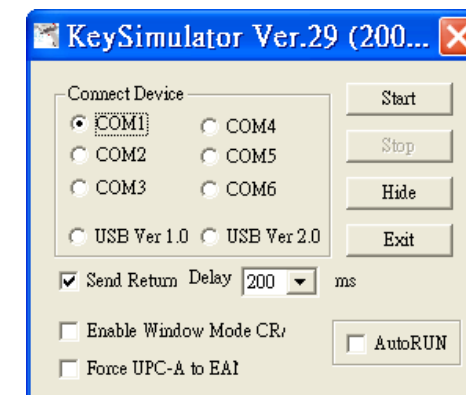 KeySimulator Ver.29 (200...
Connect Device
COM1
COM4
COM2
COM5
COM3
COM6
USB Ver 1.0
USB Ver 2.0
Start
Stop
Hide
Exit
Send Return Delay 200 ms
Enable Window Mode CR
Force UPC-A to EA
AutoRUN